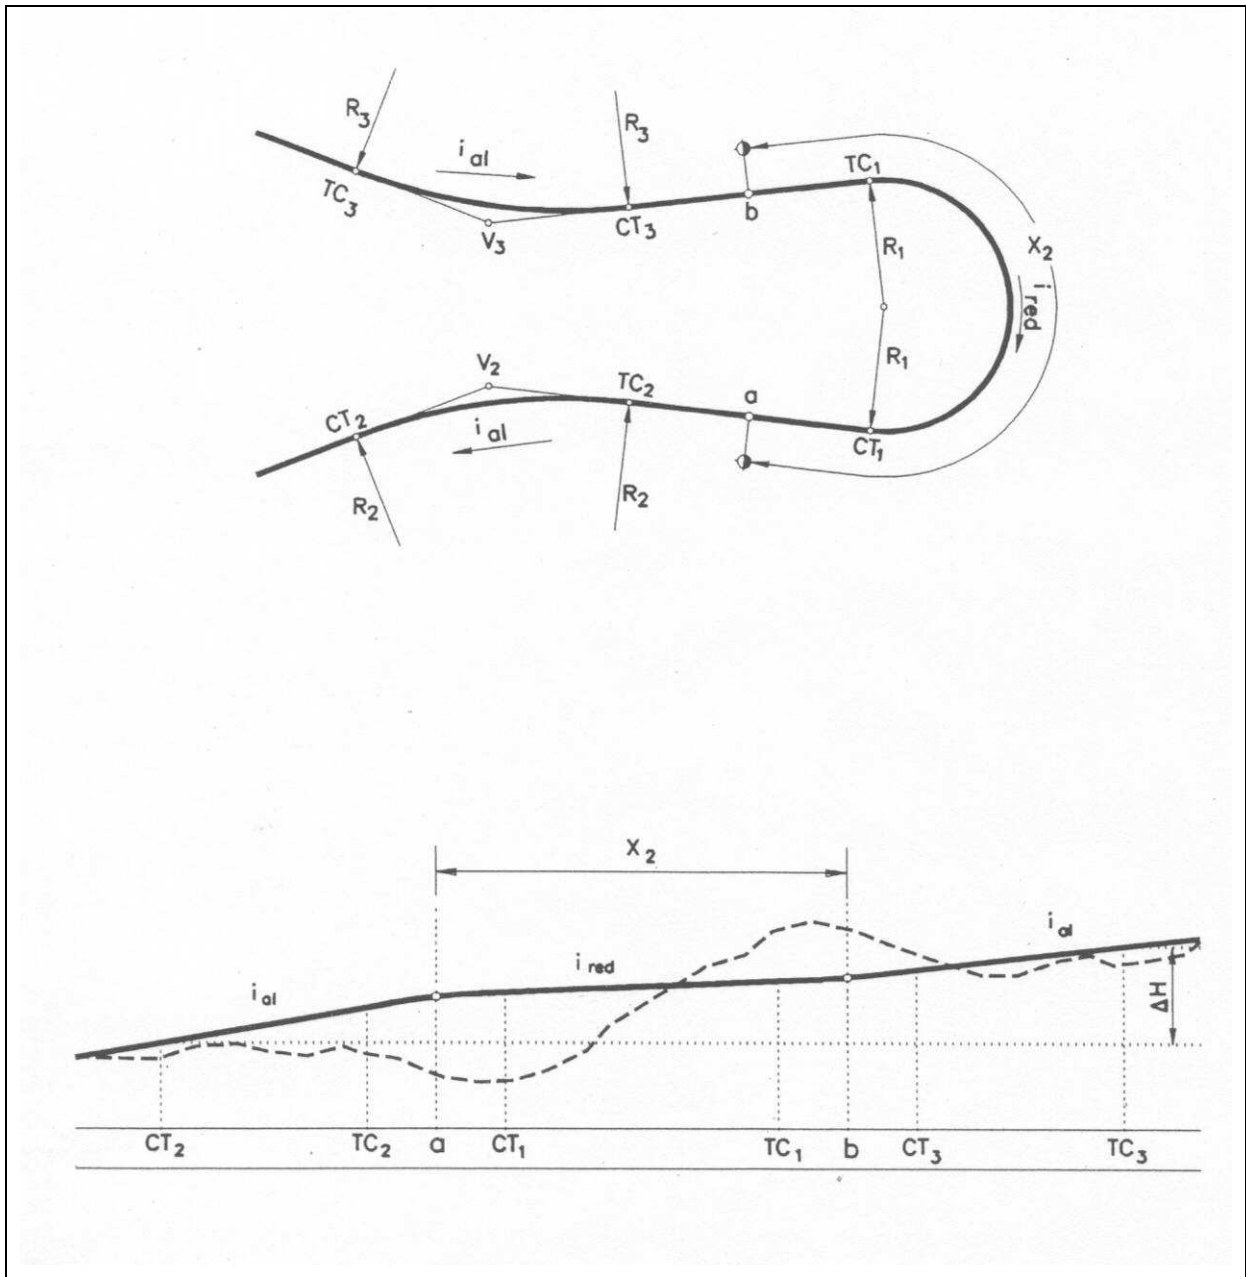 R3
R3
i al
TC1
TC3
CT3
b
V3
R1
X2
i red
R1
V2
TC2
a
CT2
i al
CT1
R2
R2
X2
i al
i red
i al
ΔH
CT2 TC2 a CT1 TC1 b CT3 TC3